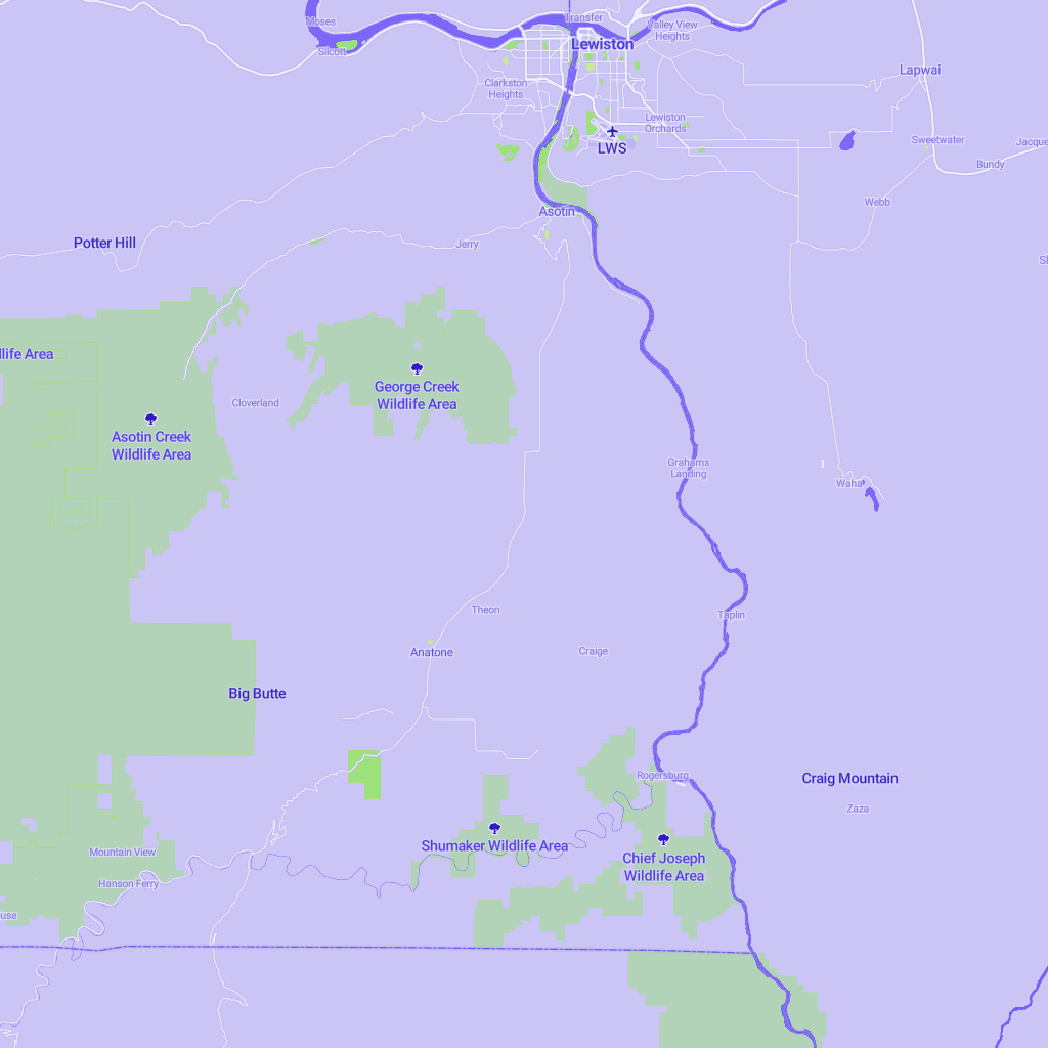 Moses
Transfer
Valley View
Heights
Silcott
Lewiston
Lapwai
Clarkston
Heights
Lewiston
Orchards
LWS
Sweetwater
Jacque
Bundy
Webb
Asotin
Potter Hill
Jerry
llife Area
George Creek
Wildlife Area
Cloverland
Asotin Creek
Wildlife Area
Grahams
Landing
Waha
Theon
Taplin
Anatone
Craige
Big Butte
Rogersburg
Craig Mountain
Zaza
Shumaker Wildlife Area
Mountain View
Chief Joseph
Wildlife Area
Hanson Ferry